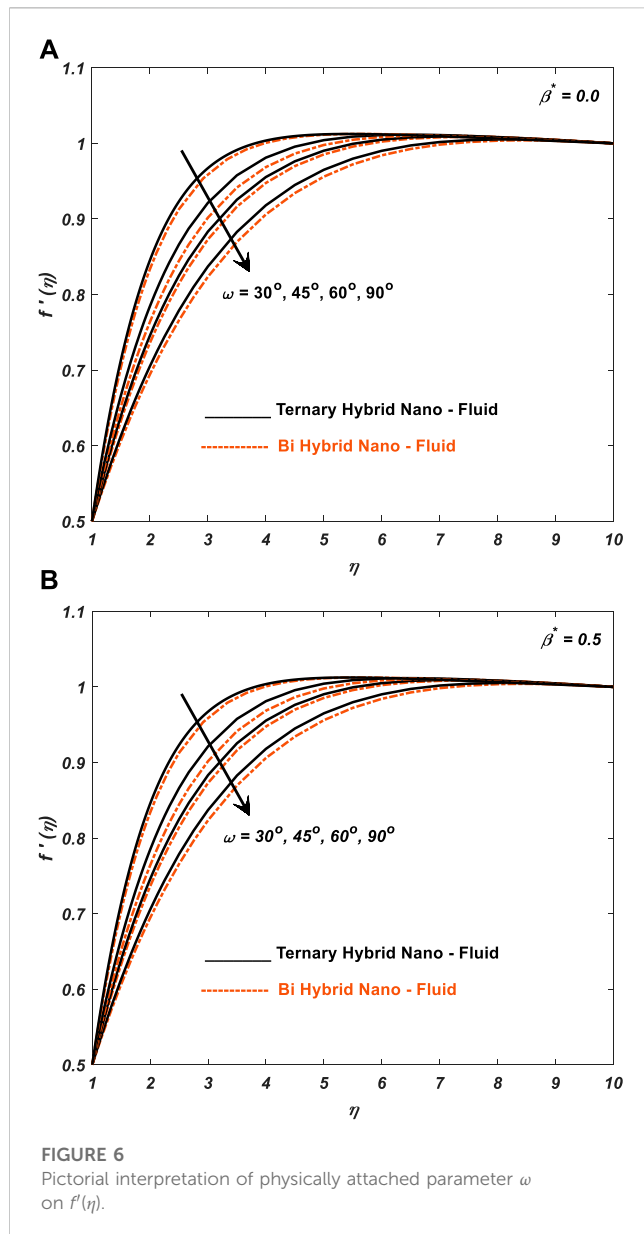 A
1.1
β* = 0.0
1
0.9
f '(η)
0.8
ω = 30°, 45°, 60°, 90°
0.7
Ternary Hybrid Nano - Fluid
0.6
Bi Hybrid Nano - Fluid
0.5
1 2 3 4 5 6 7 8 9 10
η
B
1.1
β* = 0.5
1
0.9
f '(η)
0.8
ω = 30°, 45°, 60°, 90°
0.7
Ternary Hybrid Nano - Fluid
0.6
Bi Hybrid Nano - Fluid
0.5
1 2 3 4 5 6 7 8 9 10
η
FIGURE 6
Pictorial interpretation of physically attached parameter ω
on f′(η).